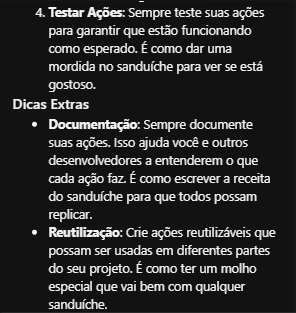 4. Testar Ações: Sempre teste suas ações
para garantir que estão funcionando
como esperado. É como dar uma
mordida no sanduíche para ver se está
gostoso.
Dicas Extras
• Documentação: Sempre documente
suas ações. Isso ajuda você e outros
desenvolvedores a entenderem o que
cada ação faz. É como escrever a receita
do sanduíche para que todos possam
replicar.
• Reutilização: Crie ações reutilizáveis que
possam ser usadas em diferentes partes
do seu projeto. É como ter um molho
especial que vai bem com qualquer
sanduíche.